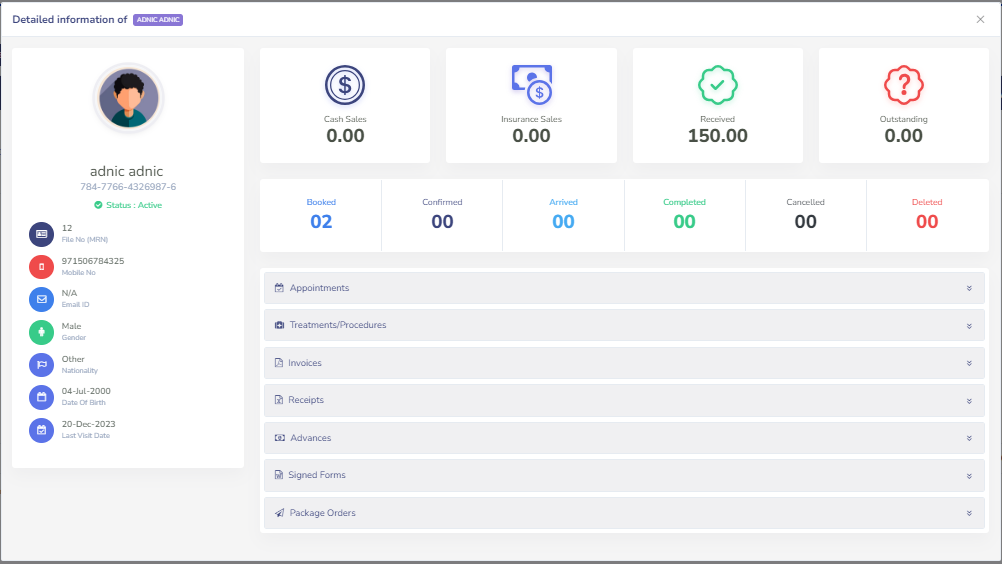 Detailed information of ADNIC ADNIC
adnic adnic
784-7766-4326987-6
Status : Active
12
File No (MRN)
971506784325
Mobile No
N/A
Email ID
Male
Gender
Other
Nationality
04-Jul-2000
Date Of Birth
20-Dec-2023
Last Visit Date
Cash Sales
0.00
Insurance Sales
0.00
Received
150.00
Outstanding
0.00
Booked
02
Confirmed
00
Arrived
00
Completed
00
Cancelled
00
Deleted
00
Appointments
Treatments/Procedures
Invoices
Receipts
Advances
Signed Forms
Package Orders